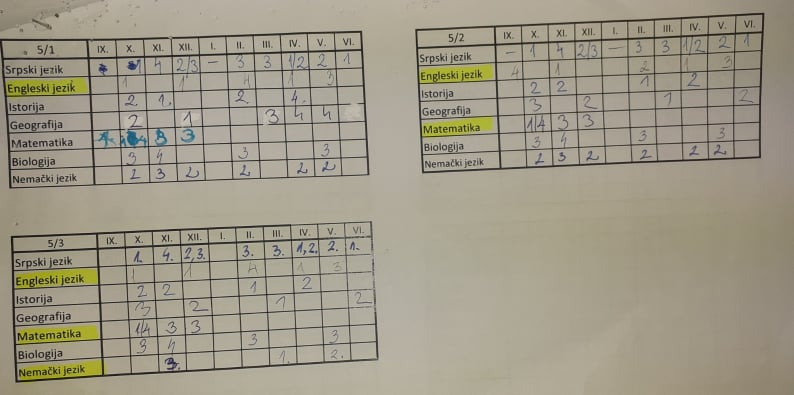 5/1 IX. X. XI. XII. I. II. III. IV. V. VI.
Srpski jezik 1 4 2/3 – 3 3 1/2 2 1
Engleski jezik 1 1 4 1 3
Istorija 2. 1. 2. 4.
Geografija 2 1 3 4 4
Matematika 3 3
Biologija 3 4 3 3
Nemački jezik 2 3 2 2 2 2
5/2 IX. X. XI. XII. I. II. III. IV. V. VI.
Srpski jezik – 1 4 2/3 – 3 3 1/2 2 1
Engleski jezik 4 1 2 1 3
Istorija 2 2 1 2
Geografija 3 2 1 2
Matematika 1/4 3 3
Biologija 3 4 3 3
Nemački jezik 2 3 2 2 2 2
5/3 IX. X. XI. XII. I. II. III. IV. V. VI.
Srpski jezik 1. 4. 2,3. 3. 3. 1,2. 2. 1.
Engleski jezik 1 1 4 1 3
Istorija 2 2 1 2
Geografija 3 2 1 2
Matematika 1/4 3 3
Biologija 3 4 3 3
Nemački jezik 3. 1. 2.